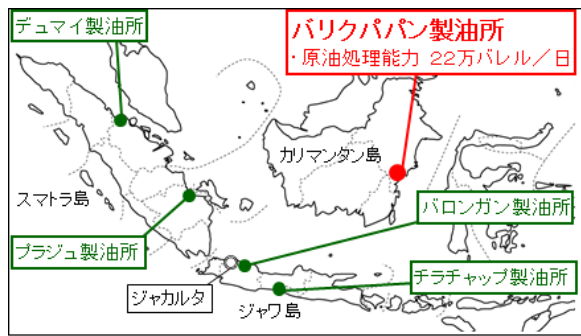 デュマイ製油所
バリクパパン製油所
・原油処理能力 22万バレル／日
カリマンタン島
スマトラ島
バロンガン製油所
プラジュ製油所
チラチャップ製油所
ジャカルタ
ジャワ島